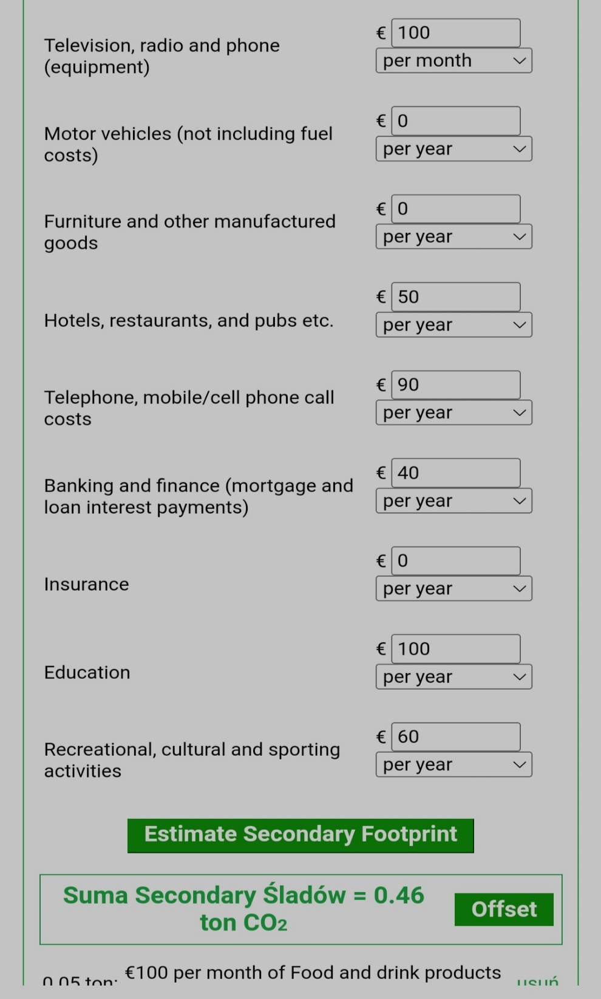 € 100
Television, radio and phone
(equipment)
per month
€ 0
Motor vehicles (not including fuel
costs)
per year
€ 0
Furniture and other manufactured
goods
per year
€ 50
Hotels, restaurants, and pubs etc.
per year
€ 90
Telephone, mobile/cell phone call
costs
per year
€ 40
Banking and finance (mortgage and
loan interest payments)
per year
€ 0
Insurance
per year
€ 100
Education
per year
€ 60
Recreational, cultural and sporting
activities
per year
Estimate Secondary Footprint
Suma Secondary Śladów = 0.46
ton CO₂
Offset
€100 per month of Food and drink products
0.05 ton:
usuń